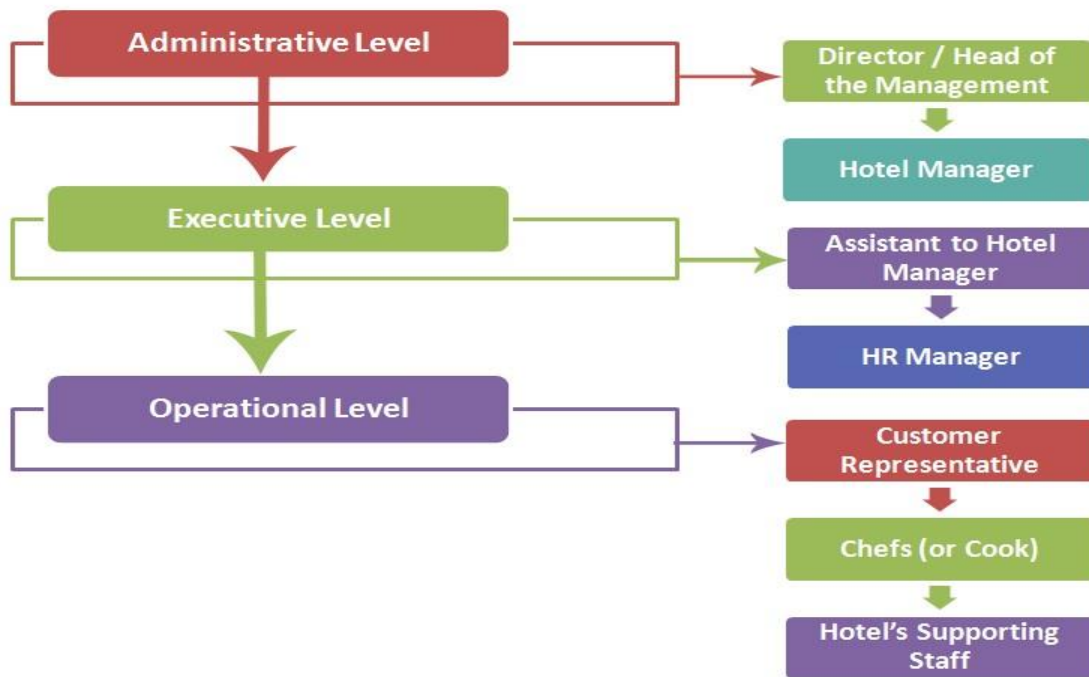 Administrative Level
Director / Head of
the Management
Hotel Manager
Executive Level
Assistant to Hotel
Manager
HR Manager
Operational Level
Customer
Representative
Chefs (or Cook)
Hotel’s Supporting
Staff